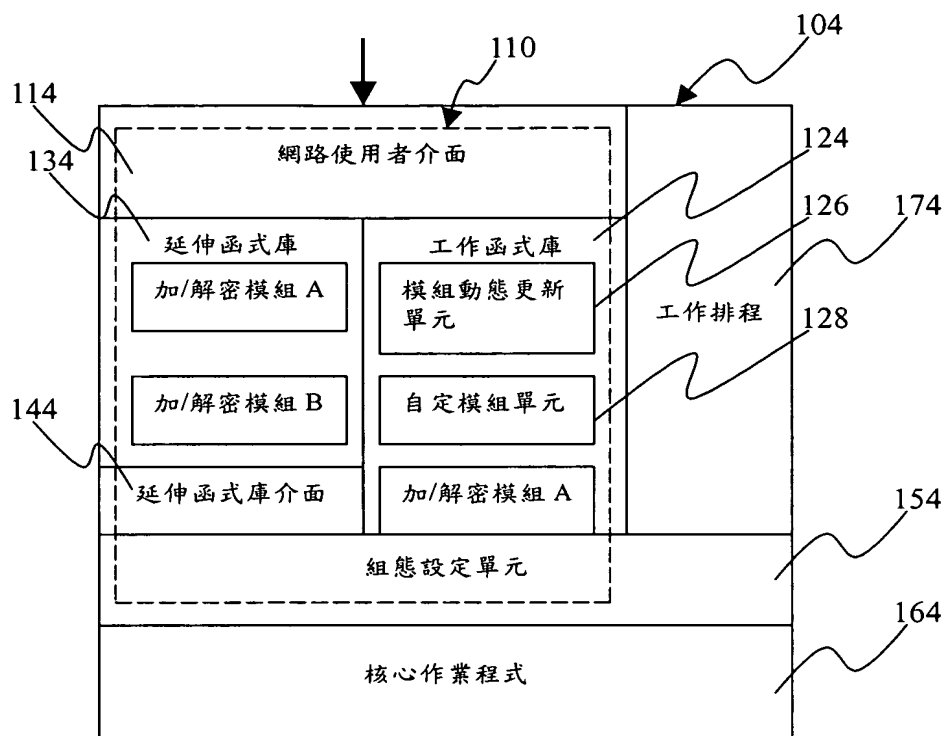 104
110
114
網路使用者介面
124
134
延伸函式庫
工作函式庫
126
174
加/解密模組 A
模組動態更新
單元
工作排程
128
加/解密模組 B
自定模組單元
144
延伸函式庫介面
加/解密模組 A
154
組態設定單元
164
核心作業程式